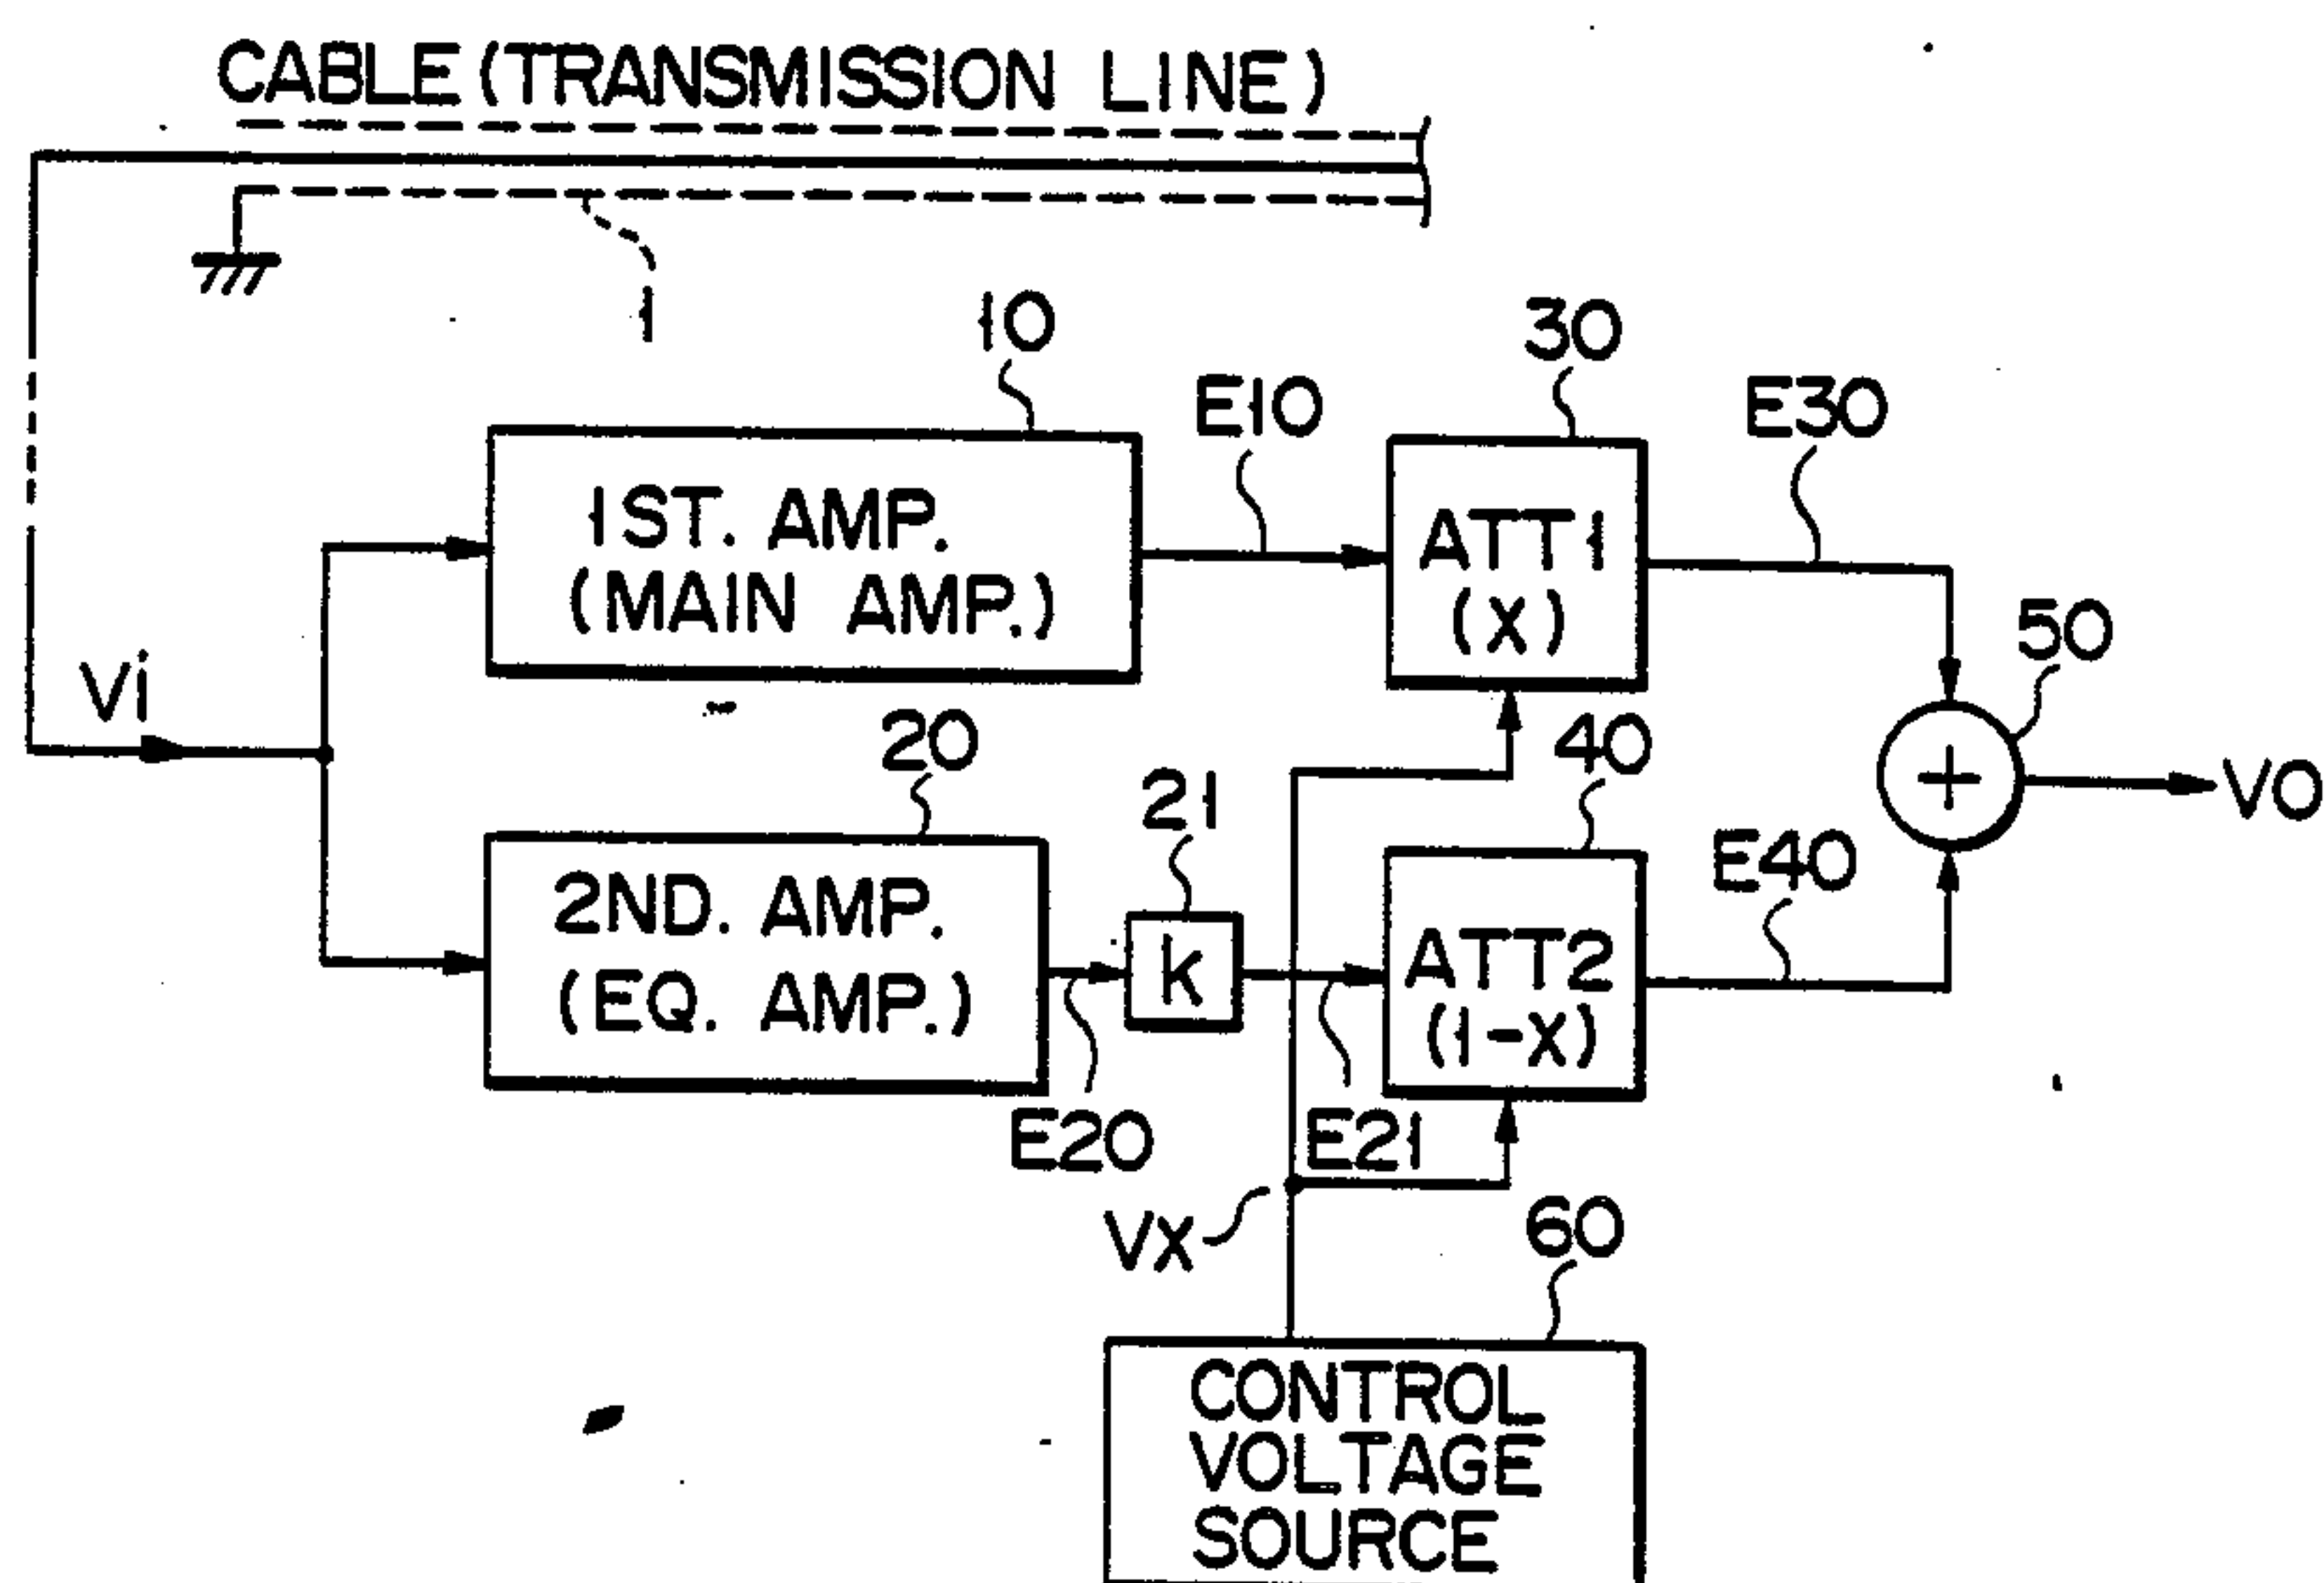 CABLE (TRANSMISSION LINE)
1
10
30
E10
E30
1ST. AMP.
(MAIN AMP.)
ATT1
(X)
50
Vi
20
40
21
VO
E40
2ND. AMP.
(EQ. AMP.)
K
ATT2
(1-X)
E20
E21
VX
60
CONTROL
VOLTAGE
SOURCE